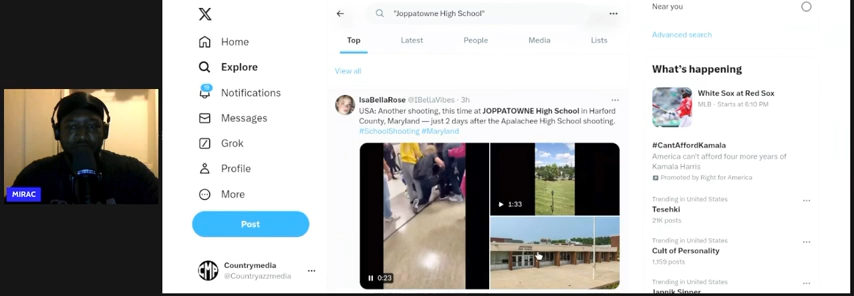 MIRAC
Home
Explore
Notifications
Messages
Grok
Profile
More
Post
Countrymedia
@Countryazzmedia
"Joppatowne High School"
Top
Latest
People
Media
Lists
View all
IsaBellaRose @IBellaVibes · 3h
USA: Another shooting, this time at JOPPATOWNE High School in Harford
County, Maryland — just 2 days after the Apalachee High School shooting.
#SchoolShooting #Maryland
0:23
1:33
Near you
Advanced search
What's happening
White Sox at Red Sox
MLB · Starts at 6:10 PM
#CantAffordKamala
America can't afford four more years of
Kamala Harris
Promoted by Right for America
Trending in United States
Tesehki
21K posts
Trending in United States
Cult of Personality
1,159 posts
Trending in United States
Jannik Sinner